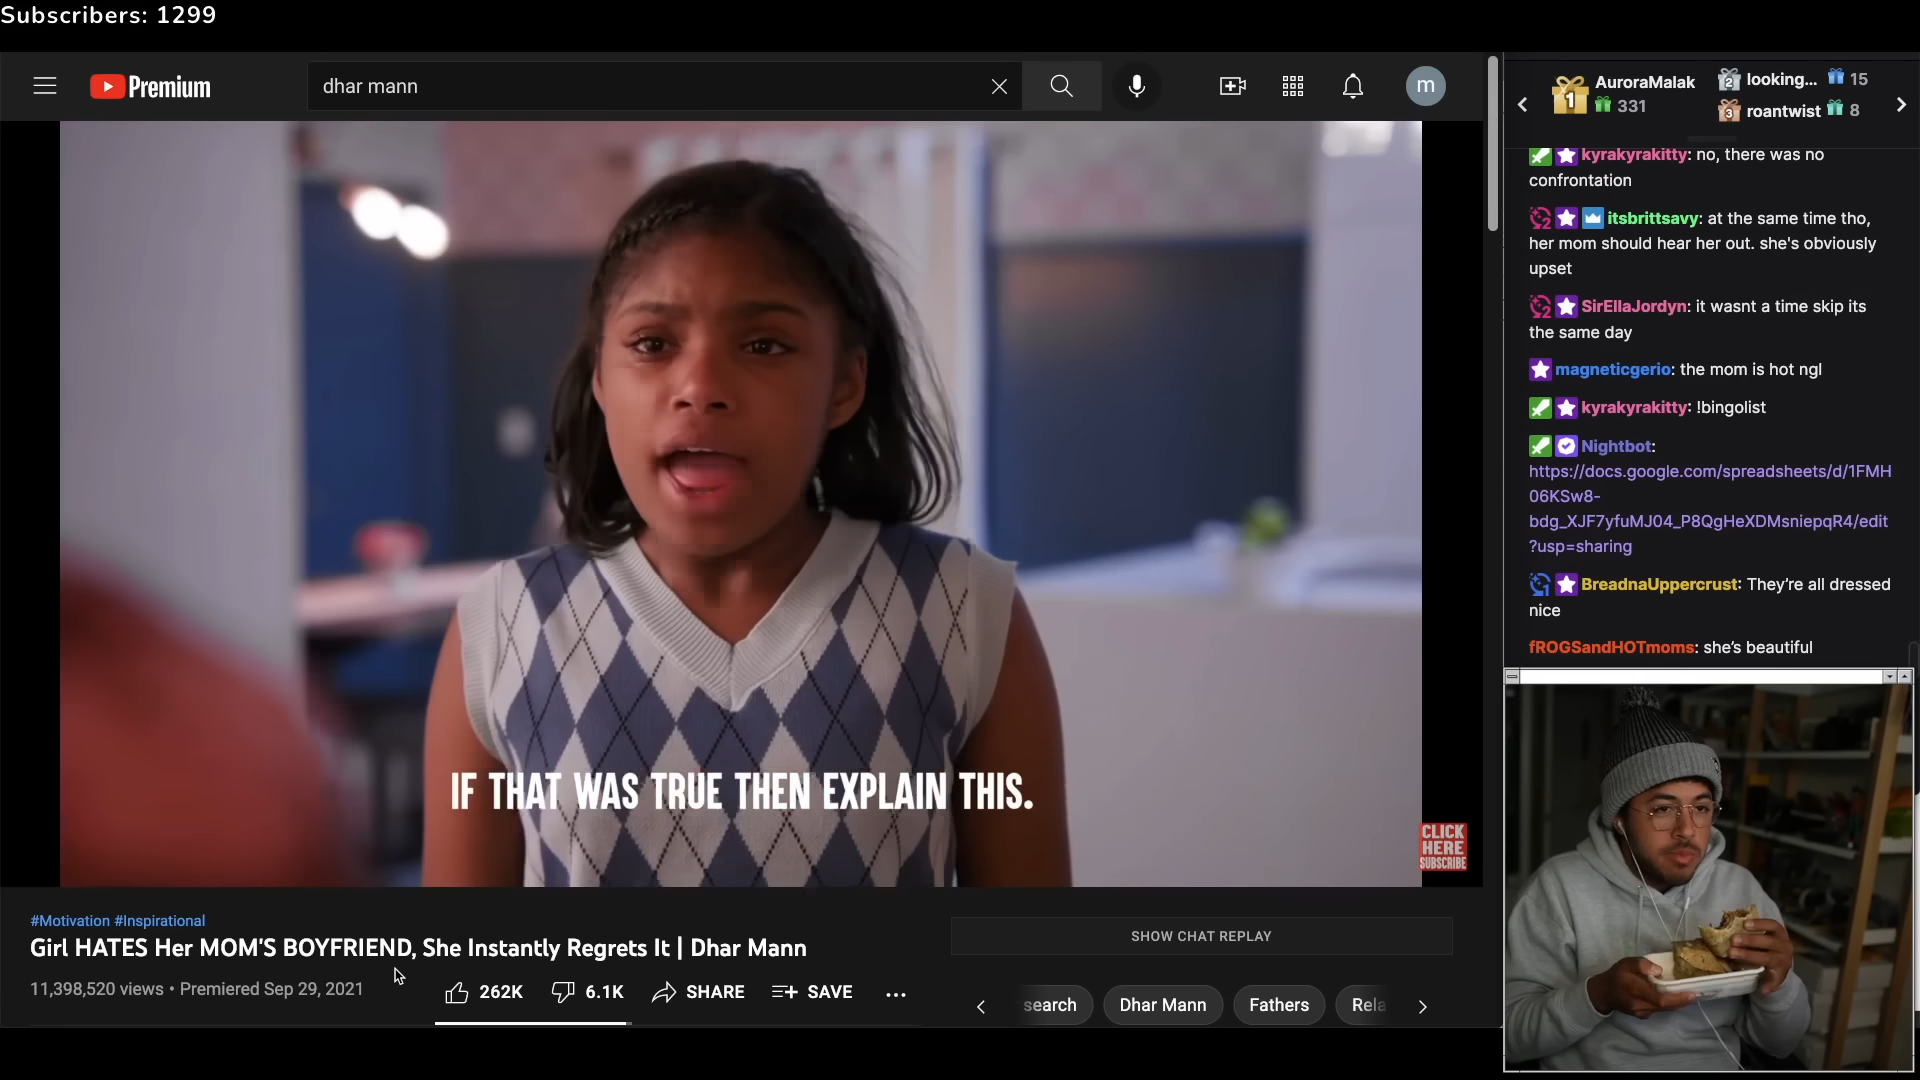 Subscribers: 1299
Premium
dhar mann
m
1
AuroraMalak
331
2
looking...
15
3
roantwist
8
kyrakyrakitty: no, there was no
confrontation
2
itsbrittsavy: at the same time tho,
her mom should hear her out. she's obviously
upset
2
SirEllaJordyn: it wasnt a time skip its
the same day
magneticgerio: the mom is hot ngl
kyrakyrakitty: !bingolist
Nightbot:
https://docs.google.com/spreadsheets/d/1FMH
06KSw8-
bdg_XJF7yfuMJ04_P8QgHeXDMsniepqR4/edit
?usp=sharing
1
BreadnaUppercrust: They're all dressed
nice
fROGSandHOTmoms: she's beautiful
IF THAT WAS TRUE THEN EXPLAIN THIS.
CLICK
HERE
SUBSCRIBE
#Motivation #Inspirational
Girl HATES Her MOM'S BOYFRIEND, She Instantly Regrets It | Dhar Mann
11,398,520 views • Premiered Sep 29, 2021
262K
6.1K
SHARE
SAVE
SHOW CHAT REPLAY
search
Dhar Mann
Fathers
Rela